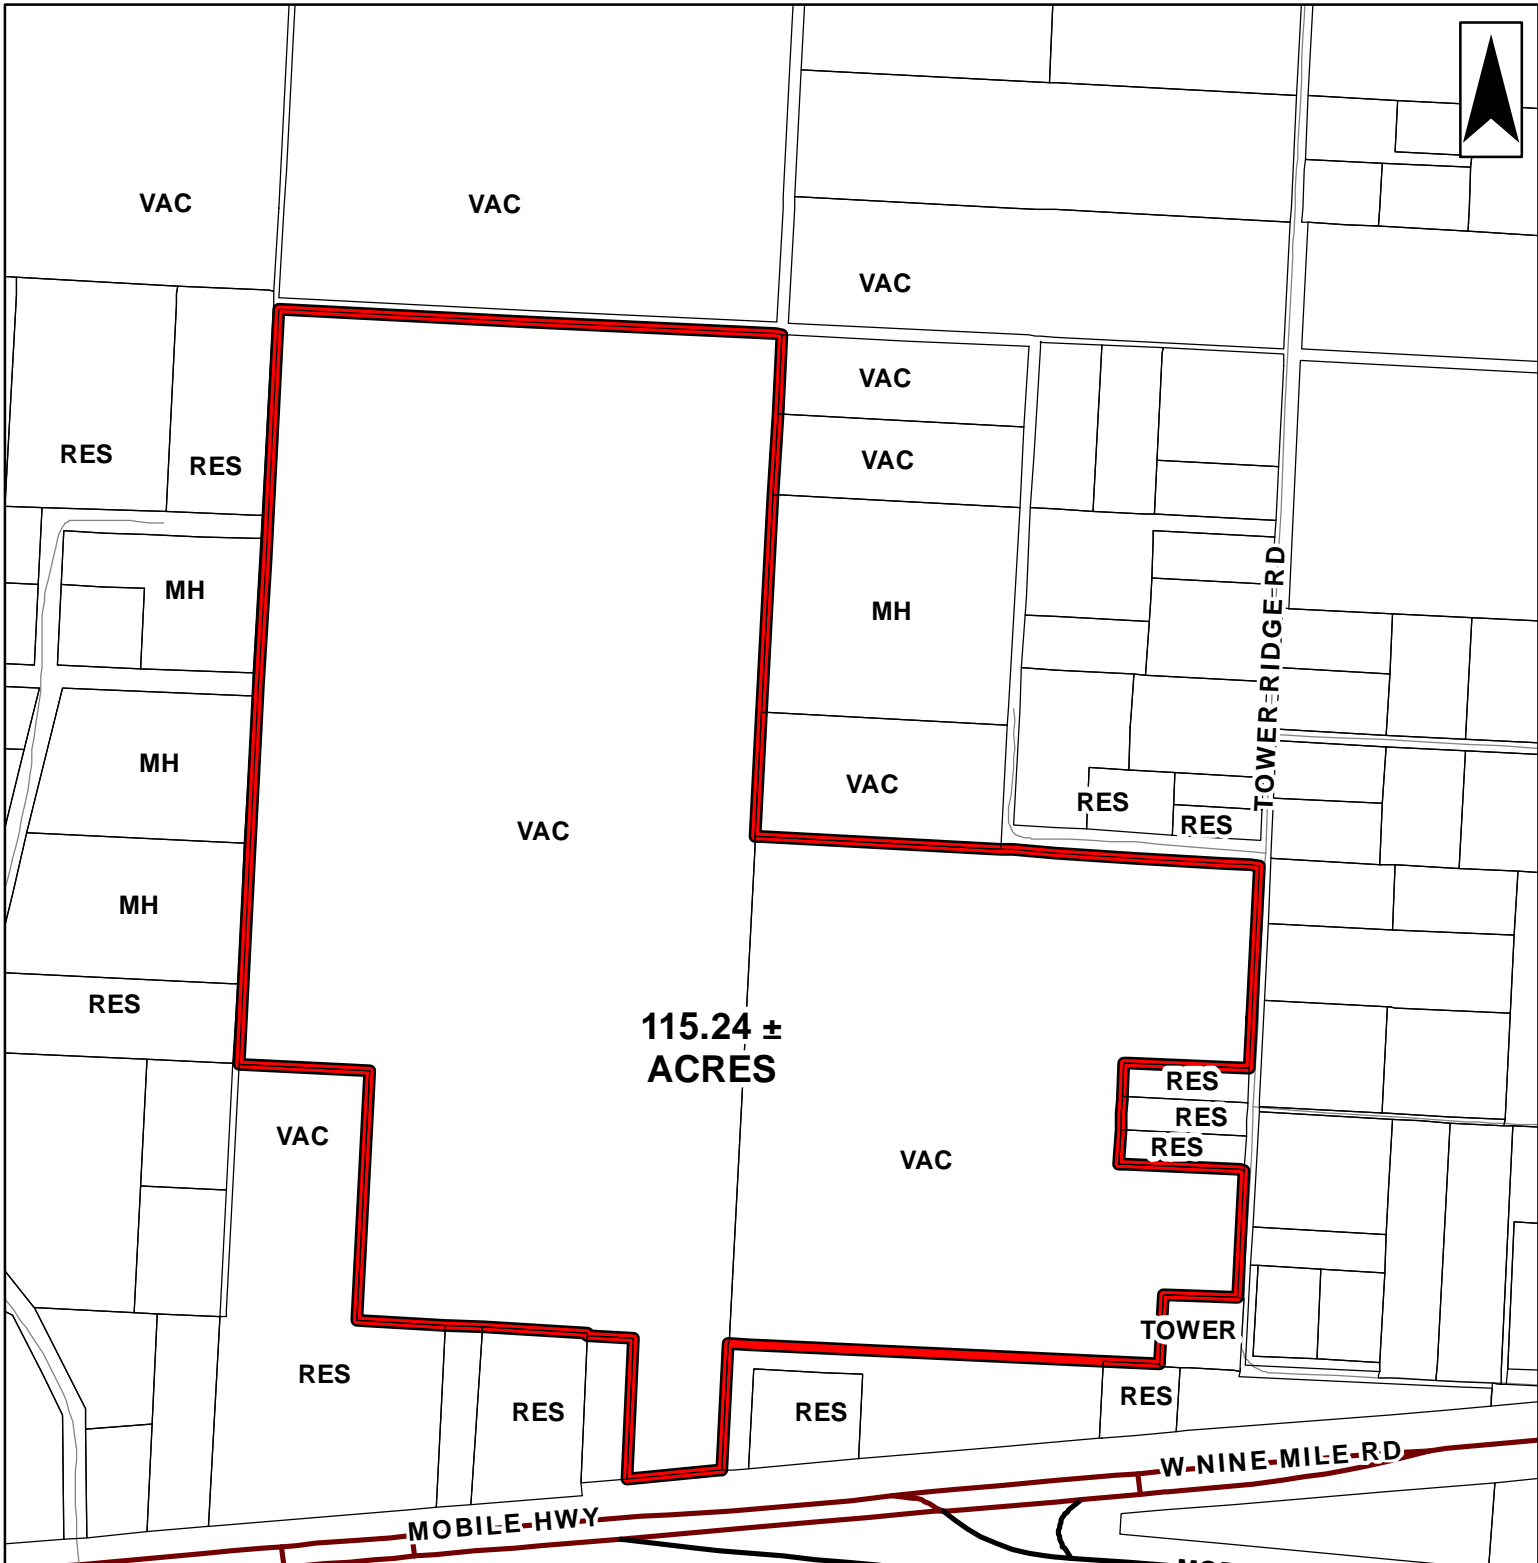 VAC
VAC
VAC
VAC
RES
RES
VAC
MH
MH
TOWER RIDGE RD
MH
VAC
RES
RES
VAC
MH
RES
115.24 ±
ACRES
RES
RES
VAC
RES
VAC
TOWER
RES
RES
RES
RES
W NINE MILE RD
MOBILE HWY